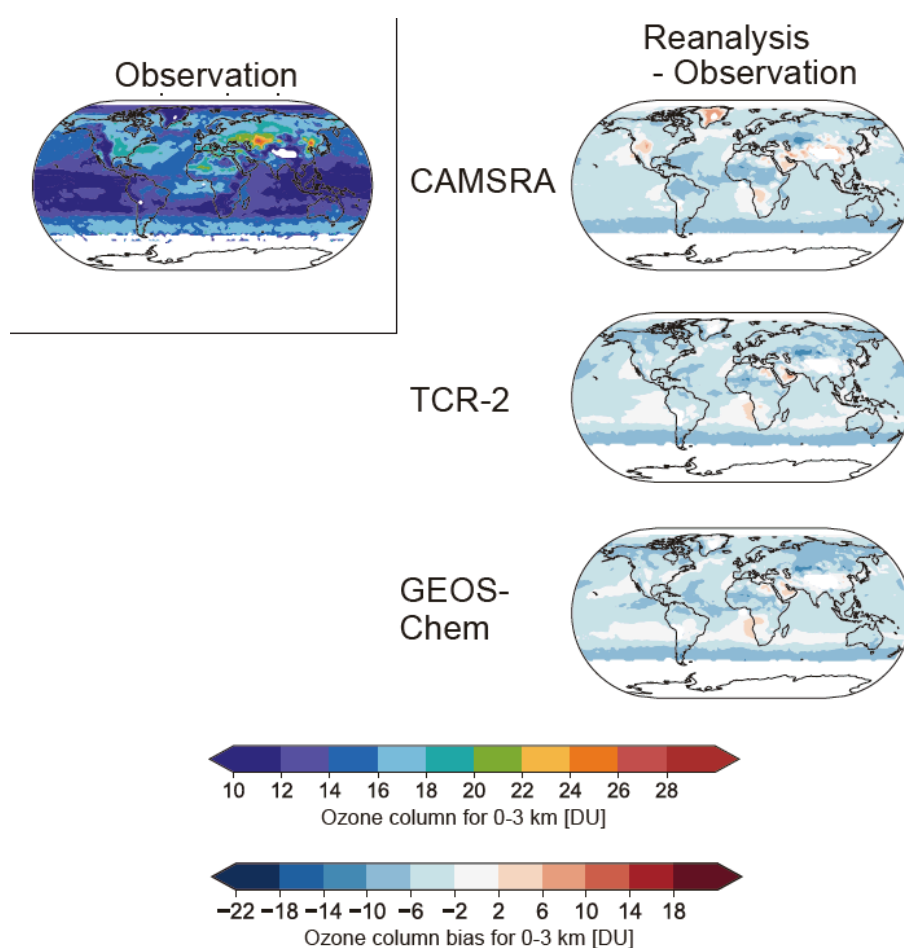 Observation
Reanalysis
- Observation
CAMSRA
TCR-2
GEOS-
Chem
10 12 14 16 18 20 22 24 26 28
Ozone column for 0-3 km [DU]
−22 −18 −14 −10 −6 −2 2 6 10 14 18
Ozone column bias for 0-3 km [DU]